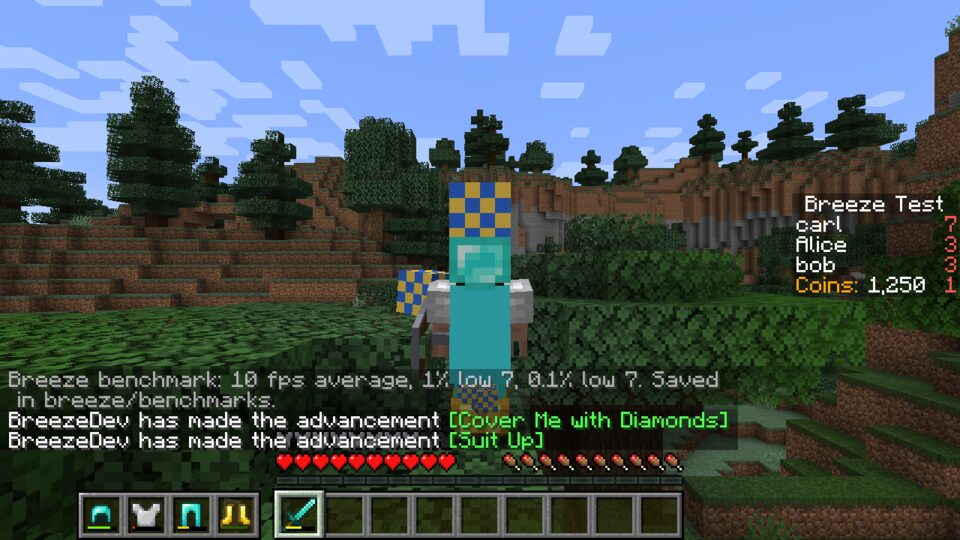 Breeze Test
carl 7
Alice 3
bob 3
Coins: 1,250 1
Breeze benchmark: 10 fps average, 1% low 7, 0.1% low 7. Saved
in breeze/benchmarks.
BreezeDev has made the advancement [Cover Me with Diamonds]
BreezeDev has made the advancement [Suit Up]